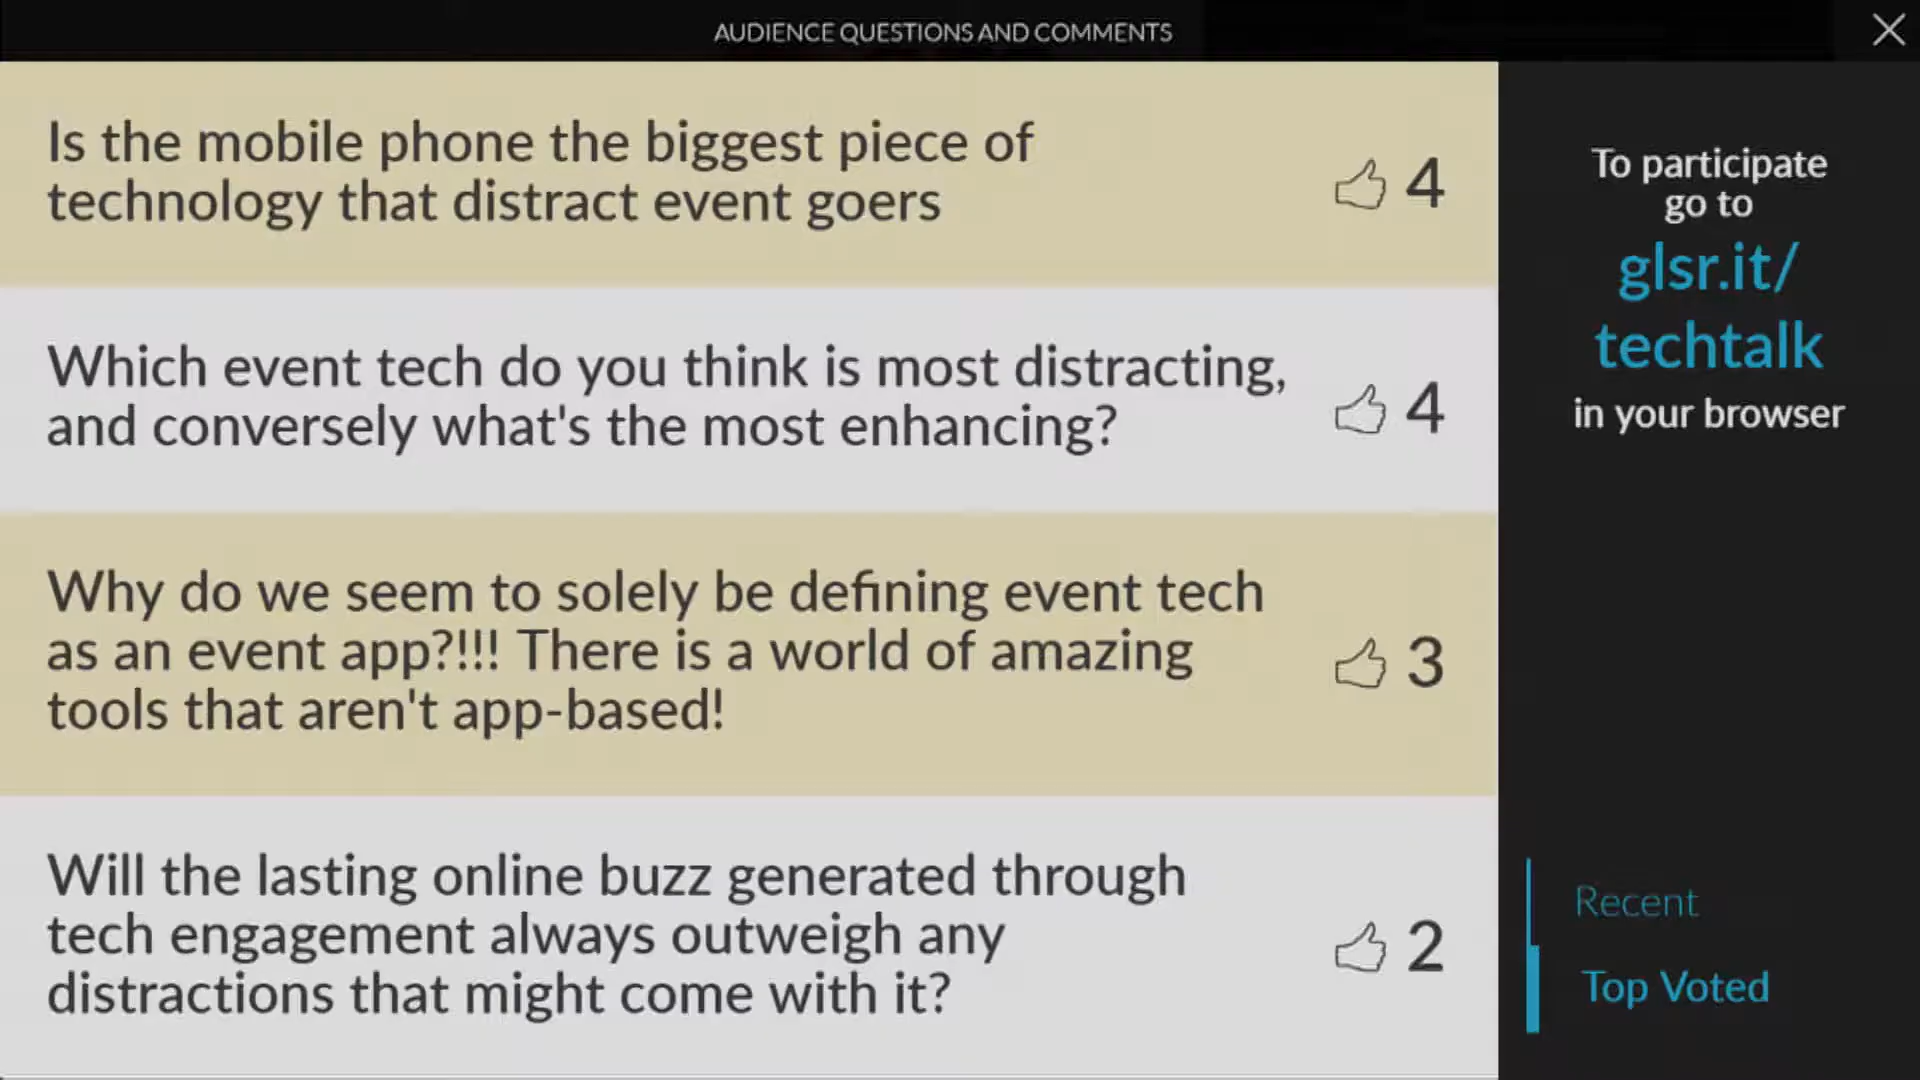 AUDIENCE QUESTIONS AND COMMENTS
Is the mobile phone the biggest piece of
technology that distract event goers
4
Which event tech do you think is most distracting,
and conversely what's the most enhancing?
4
Why do we seem to solely be defining event tech
as an event app?!!! There is a world of amazing
tools that aren't app-based!
3
Will the lasting online buzz generated through
tech engagement always outweigh any
distractions that might come with it?
2
To participate
go to
glsr.it/
techtalk
in your browser
Recent
Top Voted